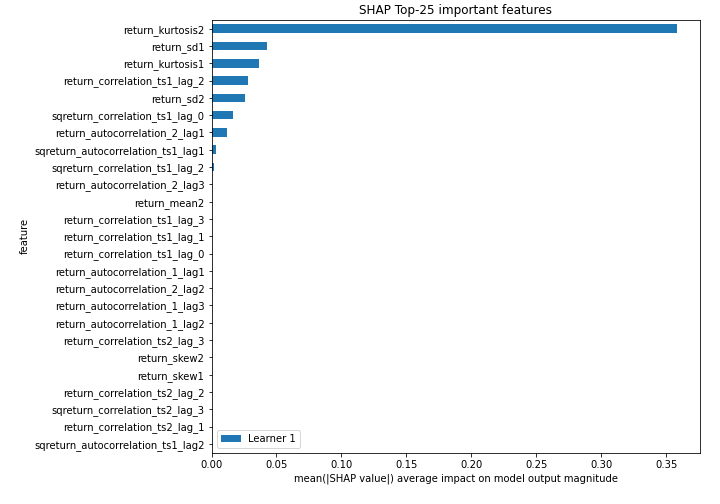 SHAP Top-25 important features
return_kurtosis2
return_sd1
return_kurtosis1
return_correlation_ts1_lag_2
return_sd2
sqreturn_correlation_ts1_lag_0
return_autocorrelation_2_lag1
sqreturn_autocorrelation_ts1_lag1
sqreturn_correlation_ts1_lag_2
return_autocorrelation_2_lag3
return_mean2
return_correlation_ts1_lag_3
return_correlation_ts1_lag_1
return_correlation_ts1_lag_0
return_autocorrelation_1_lag1
return_autocorrelation_2_lag2
return_autocorrelation_1_lag3
return_autocorrelation_1_lag2
return_correlation_ts2_lag_3
return_skew2
return_skew1
return_correlation_ts2_lag_2
sqreturn_correlation_ts2_lag_3
return_correlation_ts2_lag_1
sqreturn_autocorrelation_ts1_lag2
feature
Learner 1
0.00 0.05 0.10 0.15 0.20 0.25 0.30 0.35
mean(|SHAP value|) average impact on model output magnitude